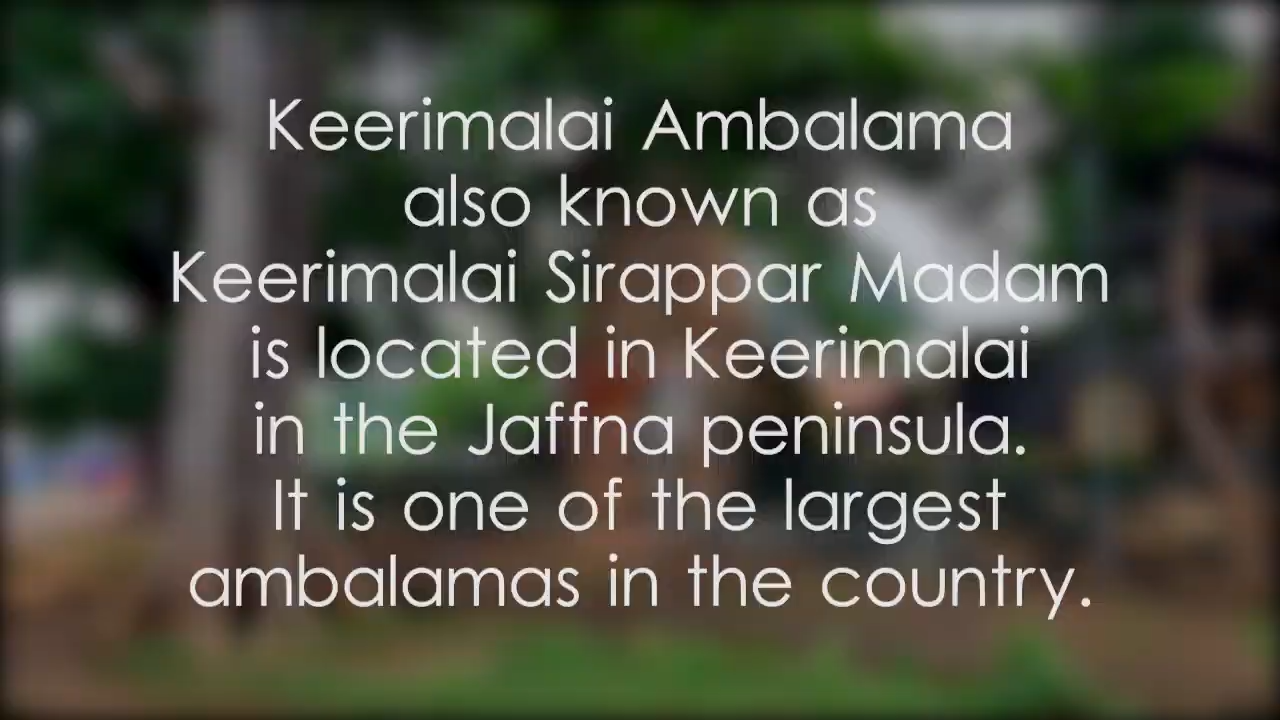 Keerimalai Ambalama
also known as
Keerimalai Sirappar Madam
is located in Keerimalai
in the Jaffna peninsula.
It is one of the largest
ambalamas in the country.